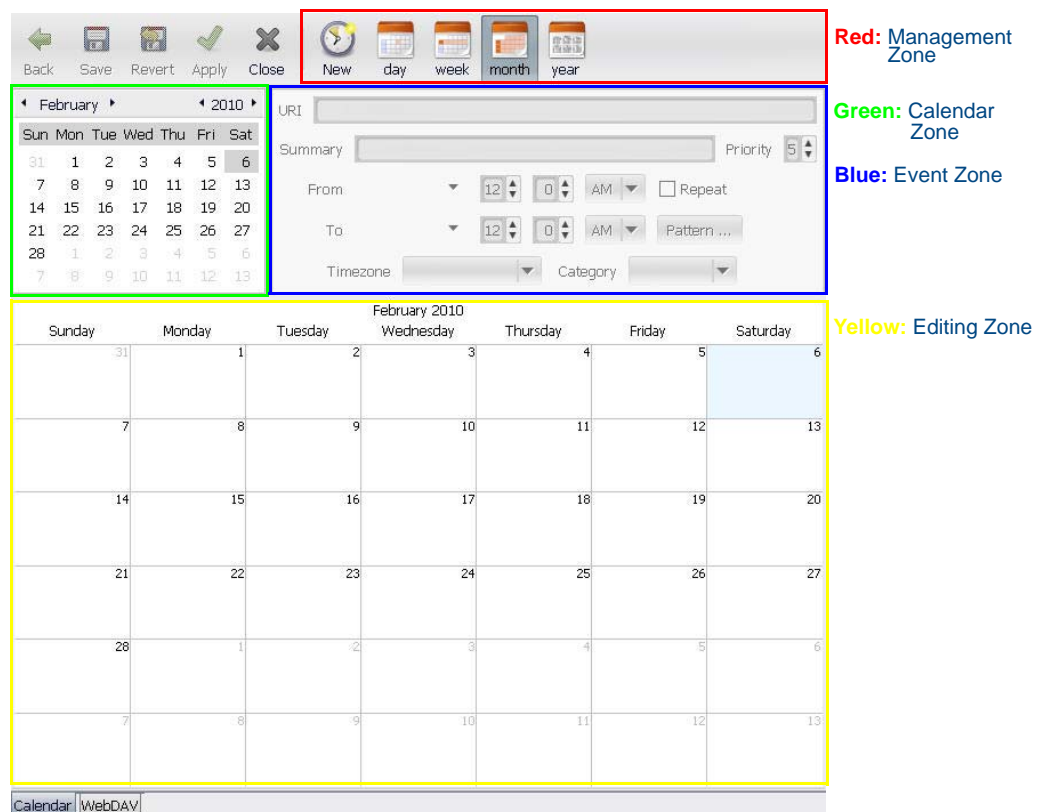 Back Save Revert Apply Close New day week month year
Red: Management
Zone
February 2010
Sun Mon Tue Wed Thu Fri Sat
31 1 2 3 4 5 6
7 8 9 10 11 12 13
14 15 16 17 18 19 20
21 22 23 24 25 26 27
28 1 2 3 4 5 6
7 8 9 10 11 12 13
URI
Summary Priority 5
From 12 0 AM Repeat
To 12 0 AM Pattern ...
Timezone Category
Green: Calendar
Zone
Blue: Event Zone
February 2010
Sunday Monday Tuesday Wednesday Thursday Friday Saturday
31 1 2 3 4 5 6
7 8 9 10 11 12 13
14 15 16 17 18 19 20
21 22 23 24 25 26 27
28 1 2 3 4 5 6
7 8 9 10 11 12 13
Yellow: Editing Zone
Calendar WebDAV